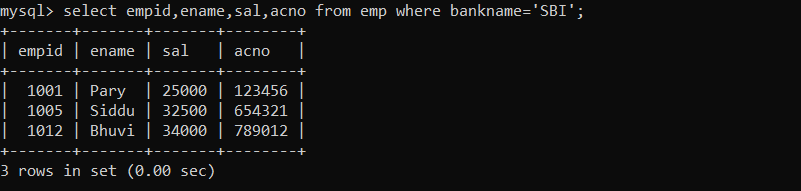 mysql> select empid,ename,sal,acno from emp where bankname='SBI';
+-------+-------+-------+--------+
| empid | ename | sal   | acno   |
+-------+-------+-------+--------+
|  1001 | Pary  | 25000 | 123456 |
|  1005 | Siddu | 32500 | 654321 |
|  1012 | Bhuvi | 34000 | 789012 |
+-------+-------+-------+--------+
3 rows in set (0.00 sec)